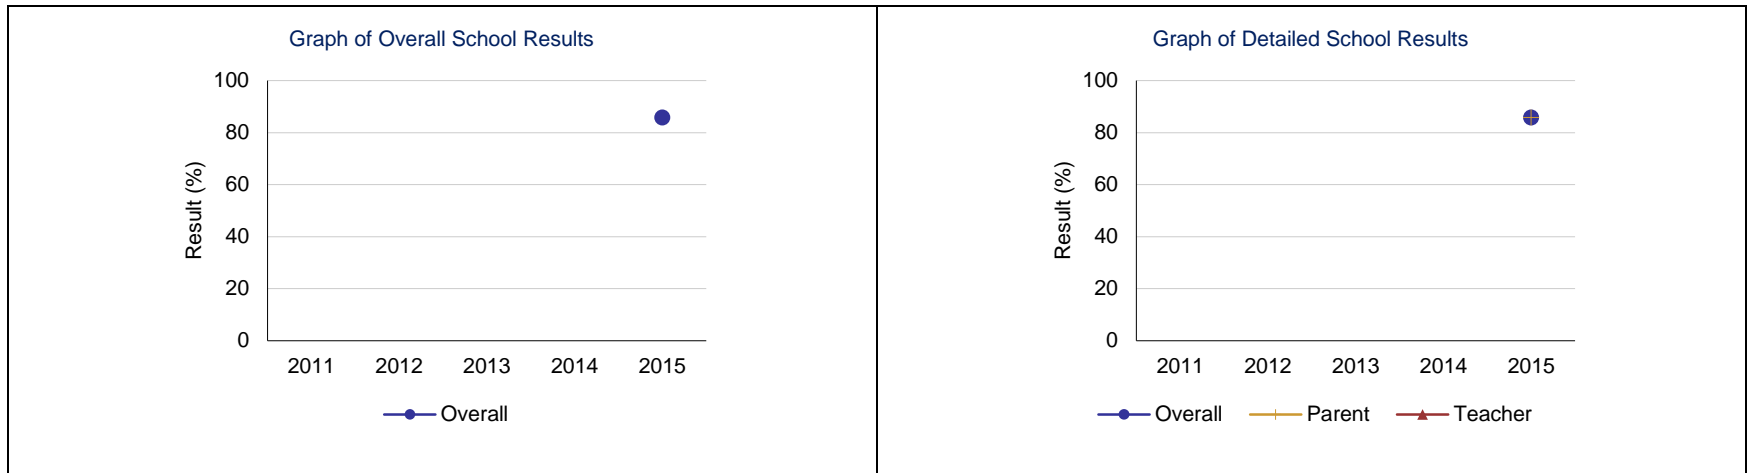 Graph of Overall School Results
100
80
60
40
20
0
Result (%)
2011 2012 2013 2014 2015
Overall
Graph of Detailed School Results
100
80
60
40
20
0
Result (%)
2011 2012 2013 2014 2015
Overall Parent Teacher